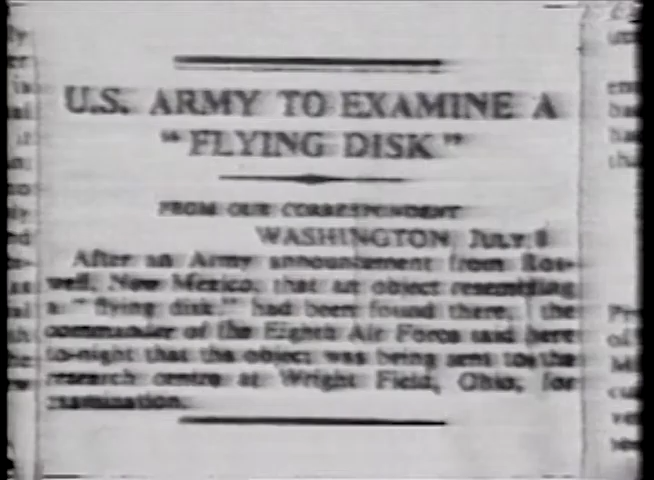 U.S. ARMY TO EXAMINE A
"FLYING DISK"
FROM OUR CORRESPONDENT
WASHINGTON, JULY 8
After an Army announcement from Ros-
well, New Mexico, that an object resembling
a "flying disk" had been found there, the
commander of the Eighth Air Force said here
to-night that the object was being sent to the
research centre at Wright Field, Ohio, for
examination.